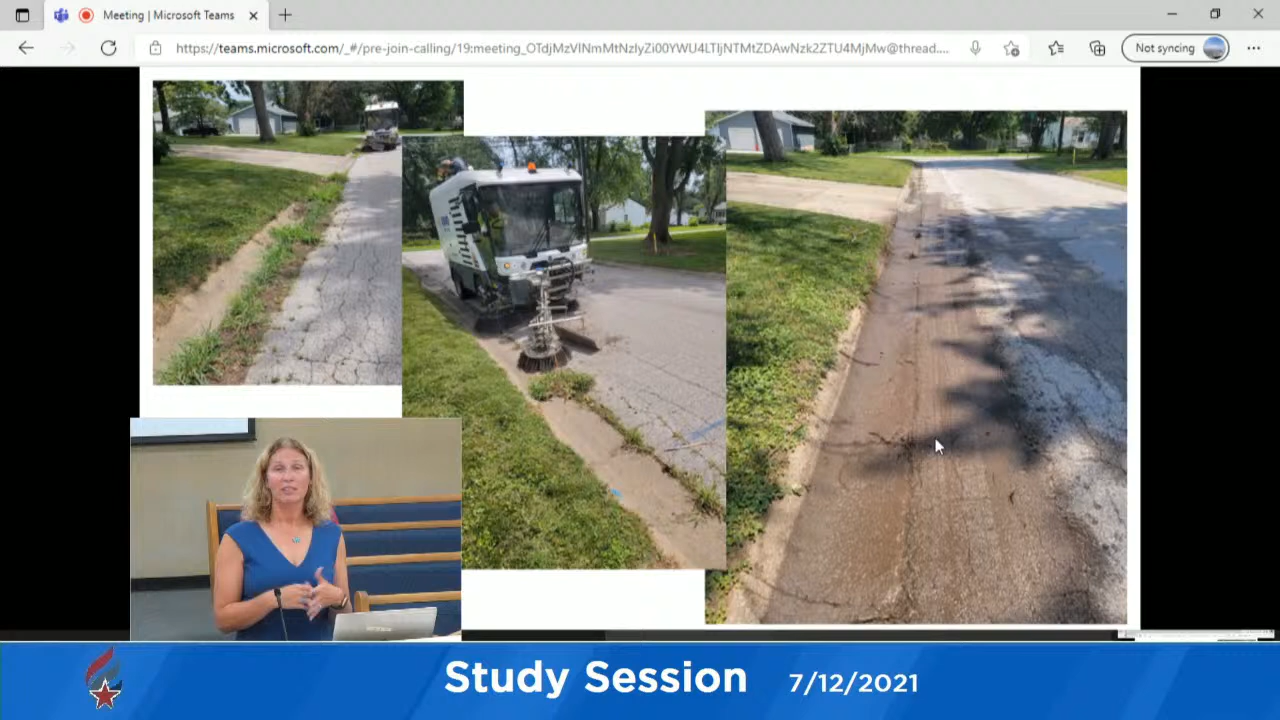 Meeting | Microsoft Teams
https://teams.microsoft.com/_#/pre-join-calling/19:meeting_OTdjMzVlNmMtNzIyZi00YWU4LTljNTMtZDAwNzk2ZTU4MjMw@thread....
Not syncing
Study Session 7/12/2021